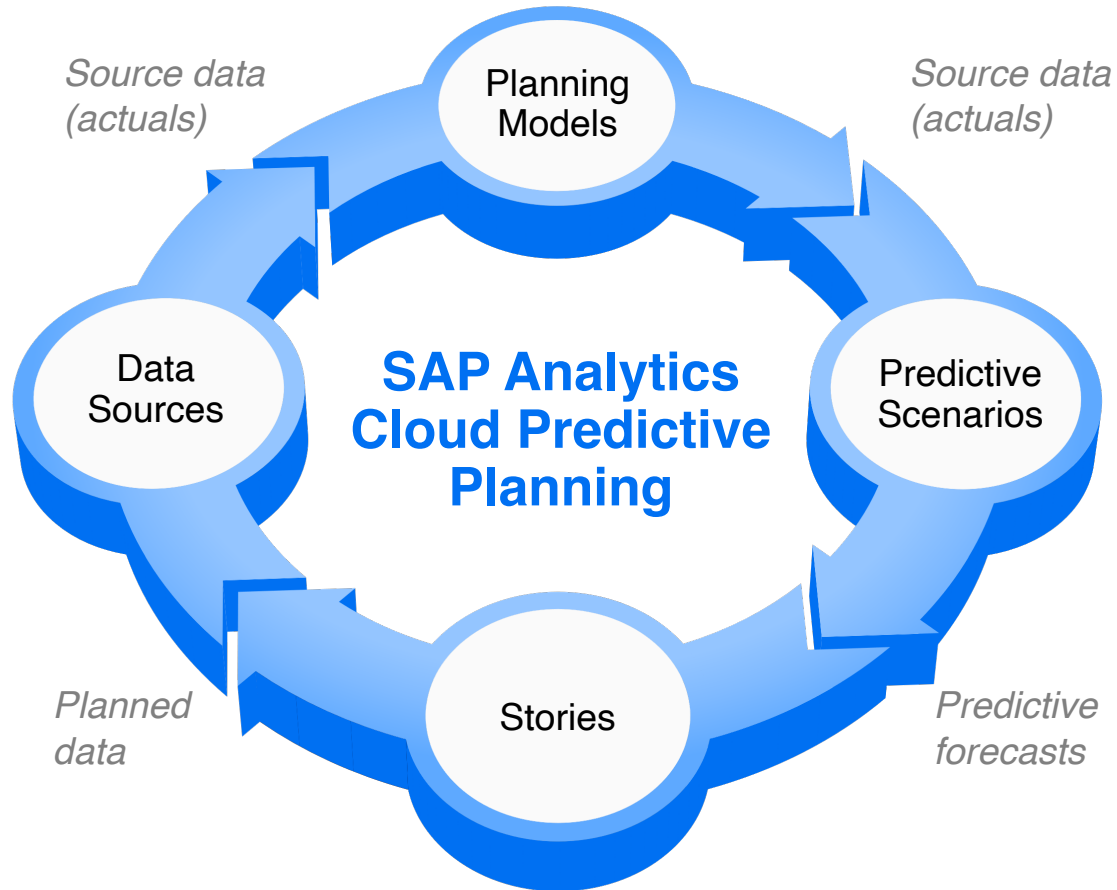 Source data
(actuals)
Planning
Models
Source data
(actuals)
Data
Sources
SAP Analytics
Cloud Predictive
Planning
Predictive
Scenarios
Planned
data
Stories
Predictive
forecasts